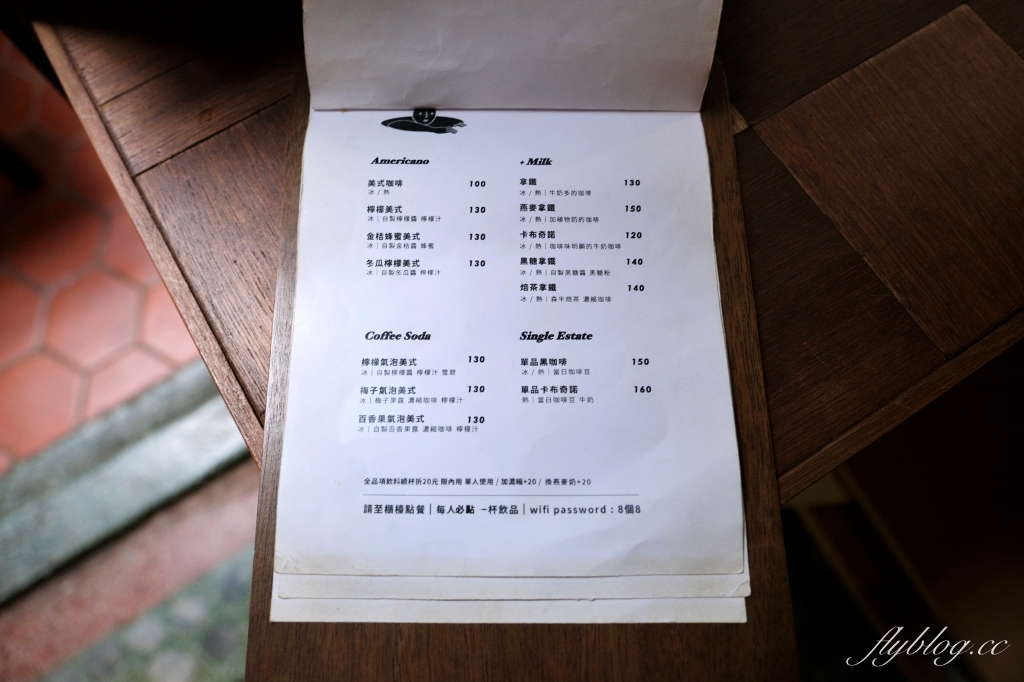 Americano
美式咖啡 100
冰 / 熱
檸檬美式 130
冰｜自製檸檬醬 檸檬汁
金桔蜂蜜美式 130
冰｜自製金桔醬 蜂蜜
冬瓜檸檬美式 130
冰｜自製冬瓜醬 檸檬汁
+ Milk
拿鐵 130
冰 / 熱｜牛奶多的咖啡
燕麥拿鐵 150
冰 / 熱｜加植物奶的咖啡
卡布奇諾 120
冰 / 熱｜咖啡味明顯的牛奶咖啡
黑糖拿鐵 140
冰 / 熱｜自製黑糖醬 黑糖粉
焙茶拿鐵 140
冰 / 熱｜森半焙茶 濃縮咖啡
Coffee Soda
檸檬氣泡美式 130
冰｜自製檸檬醬 檸檬汁 雪碧
梅子氣泡美式 130
冰｜梅子果露 濃縮咖啡 檸檬汁
百香果氣泡美式 130
冰｜自製百香果露 濃縮咖啡 檸檬汁
Single Estate
單品黑咖啡 150
冰 / 熱｜當日咖啡豆
單品卡布奇諾 160
熱｜當日咖啡豆 牛奶
全品項飲料續杯折20元 限內用 單人使用 / 加濃縮+20 / 換燕麥奶+20
請至櫃檯點餐｜每人必點 一杯飲品｜wifi password : 8個8
flyblog.cc